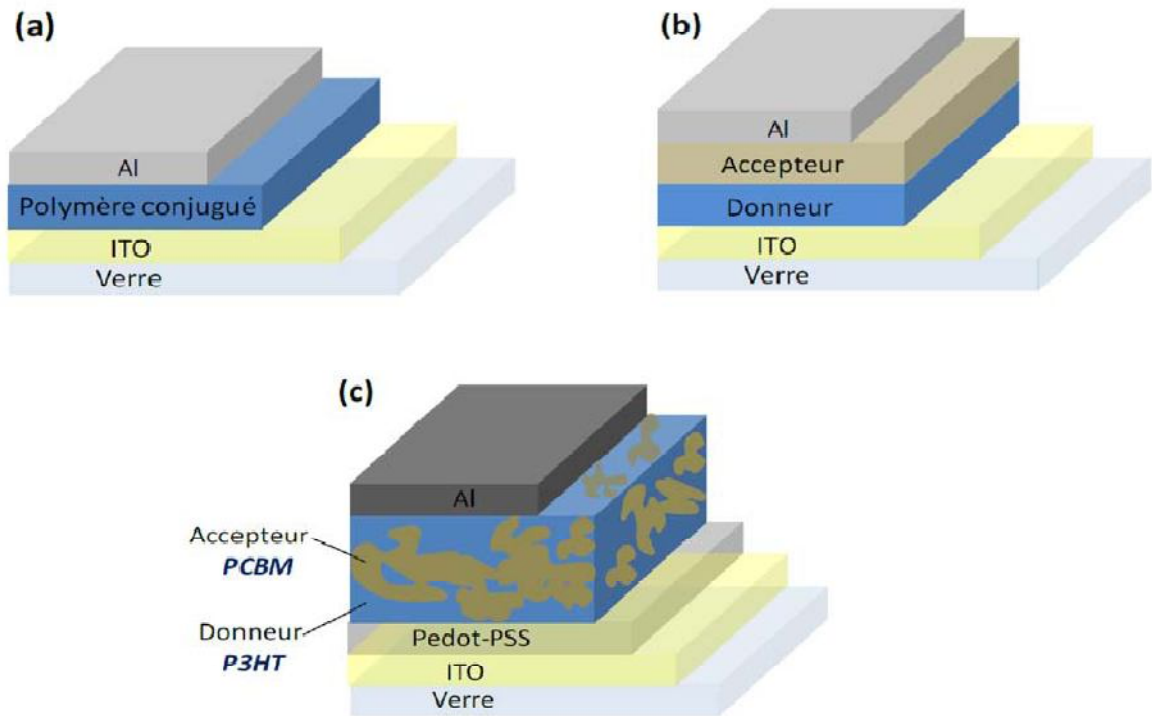 (a)
Al
Polymère conjugué
ITO
Verre
(b)
Al
Accepteur
Donneur
ITO
Verre
(c)
Al
Accepteur
PCBM
Donneur
P3HT
Pedot-PSS
ITO
Verre